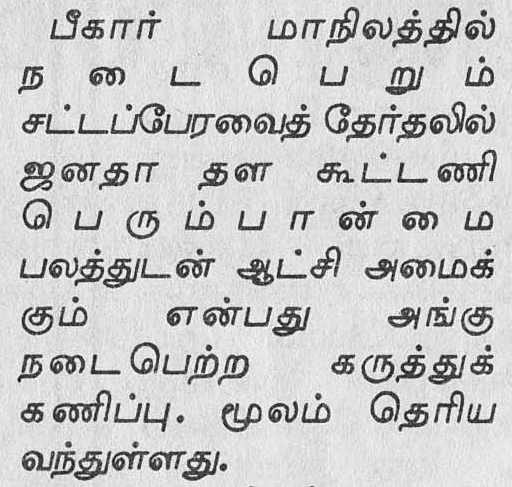 பீகார் மாநிலத்தில்
நடைபெறும்
சட்டப்பேரவைத் தேர்தலில்
ஜனதா தள கூட்டணி
பெரும்பான்மை
பலத்துடன் ஆட்சி அமைக்
கும் என்பது அங்கு
நடைபெற்ற கருத்துக்
கணிப்பு. மூலம் தெரிய
வந்துள்ளது.